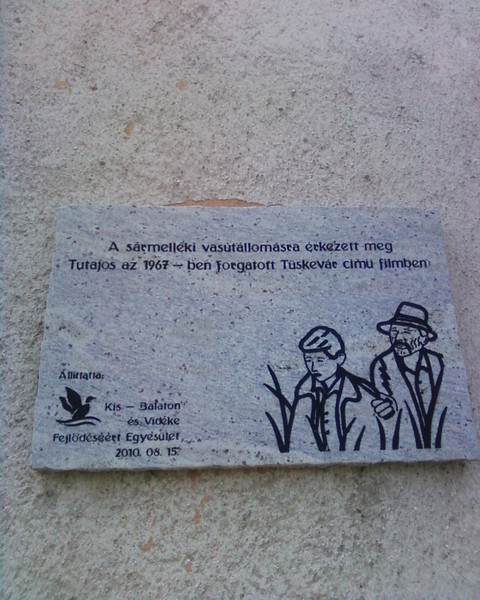 A sármelléki vasútállomásra érkezett meg
Tutajos az 1967 - ben forgatott Tüskevár című filmben
Állíttatta:
Kis - Balaton
és Vidéke
Fejlődéséért Egyesület
2010. 08. 15.